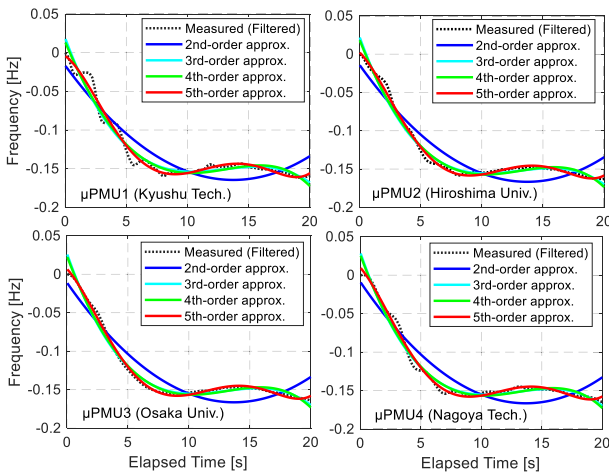 0.05
0
-0.05
-0.1
-0.15
-0.2
Frequency [Hz]
Measured (Filtered)
2nd-order approx.
3rd-order approx.
4th-order approx.
5th-order approx.
μPMU1 (Kyushu Tech.)
0 5 10 15 20
0.05
0
-0.05
-0.1
-0.15
-0.2
Measured (Filtered)
2nd-order approx.
3rd-order approx.
4th-order approx.
5th-order approx.
μPMU2 (Hiroshima Univ.)
0 5 10 15 20
0.05
0
-0.05
-0.1
-0.15
-0.2
Frequency [Hz]
Measured (Filtered)
2nd-order approx.
3rd-order approx.
4th-order approx.
5th-order approx.
μPMU3 (Osaka Univ.)
0 5 10 15 20
Elapsed Time [s]
0.05
0
-0.05
-0.1
-0.15
-0.2
Measured (Filtered)
2nd-order approx.
3rd-order approx.
4th-order approx.
5th-order approx.
μPMU4 (Nagoya Tech.)
0 5 10 15 20
Elapsed Time [s]